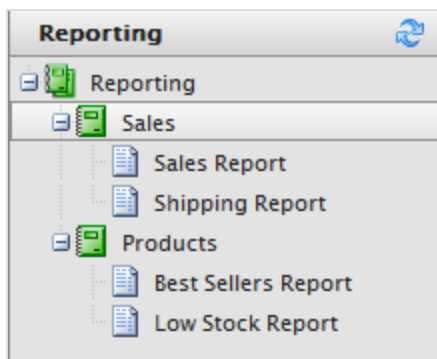 Reporting
Reporting
Sales
Sales Report
Shipping Report
Products
Best Sellers Report
Low Stock Report